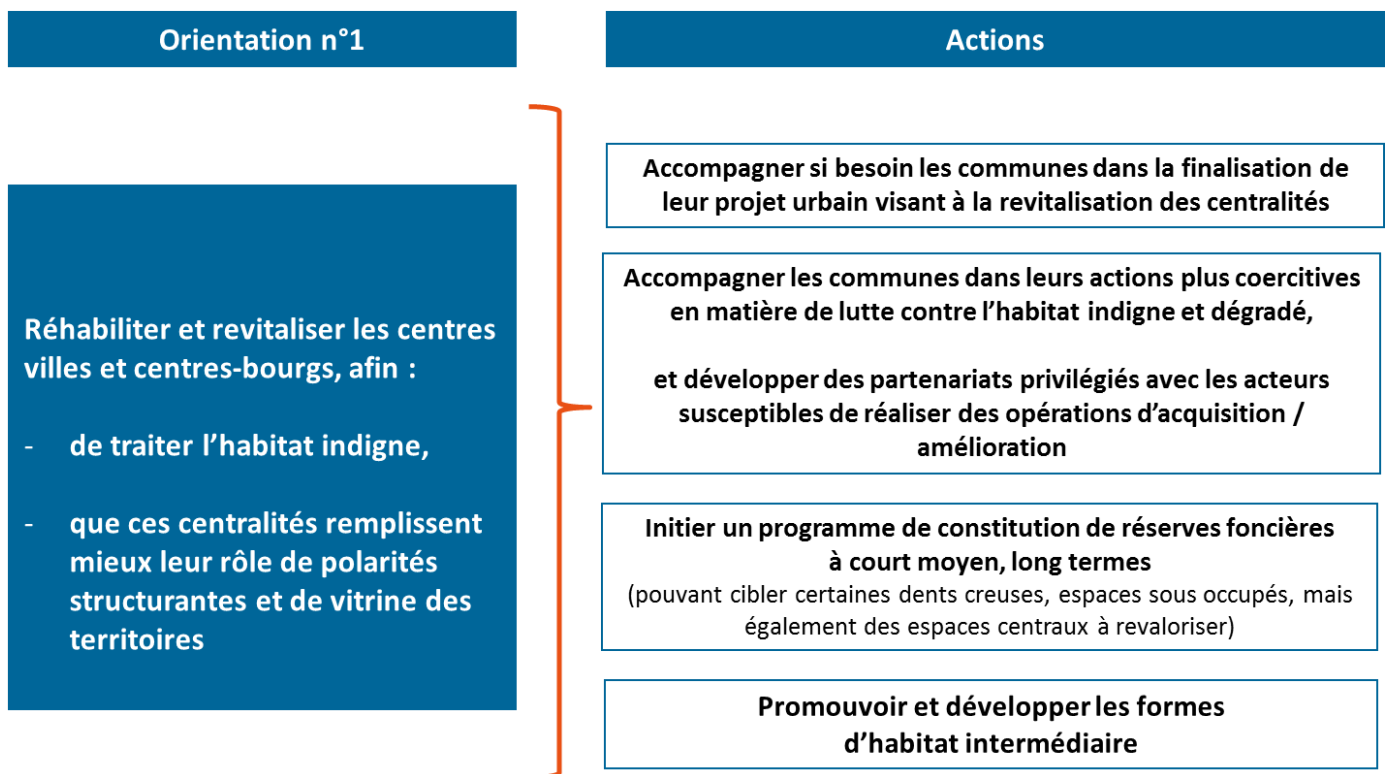 Orientation n°1
Réhabiliter et revitaliser les centres
villes et centres-bourgs, afin :
- de traiter l'habitat indigne,
- que ces centralités remplissent
mieux leur rôle de polarités
structurantes et de vitrine des
territoires
Actions
Accompagner si besoin les communes dans la finalisation de
leur projet urbain visant à la revitalisation des centralités
Accompagner les communes dans leurs actions plus coercitives
en matière de lutte contre l'habitat indigne et dégradé,
et développer des partenariats privilégiés avec les acteurs
susceptibles de réaliser des opérations d'acquisition /
amélioration
Initier un programme de constitution de réserves foncières
à court moyen, long termes
(pouvant cibler certaines dents creuses, espaces sous occupés, mais
également des espaces centraux à revaloriser)
Promouvoir et développer les formes
d'habitat intermédiaire